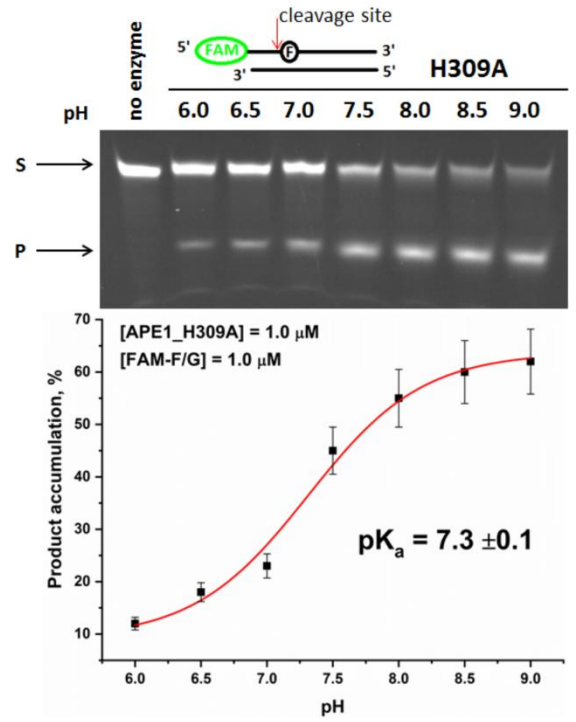 cleavage site
5' FAM F 3'
3' 5'
no enzyme
H309A
pH 6.0 6.5 7.0 7.5 8.0 8.5 9.0
S
P
[APE1_H309A] = 1.0 μM
[FAM-F/G] = 1.0 μM
pKa = 7.3 ±0.1
Product accumulation, %
70
60
50
40
30
20
10
6.0 6.5 7.0 7.5 8.0 8.5 9.0
pH